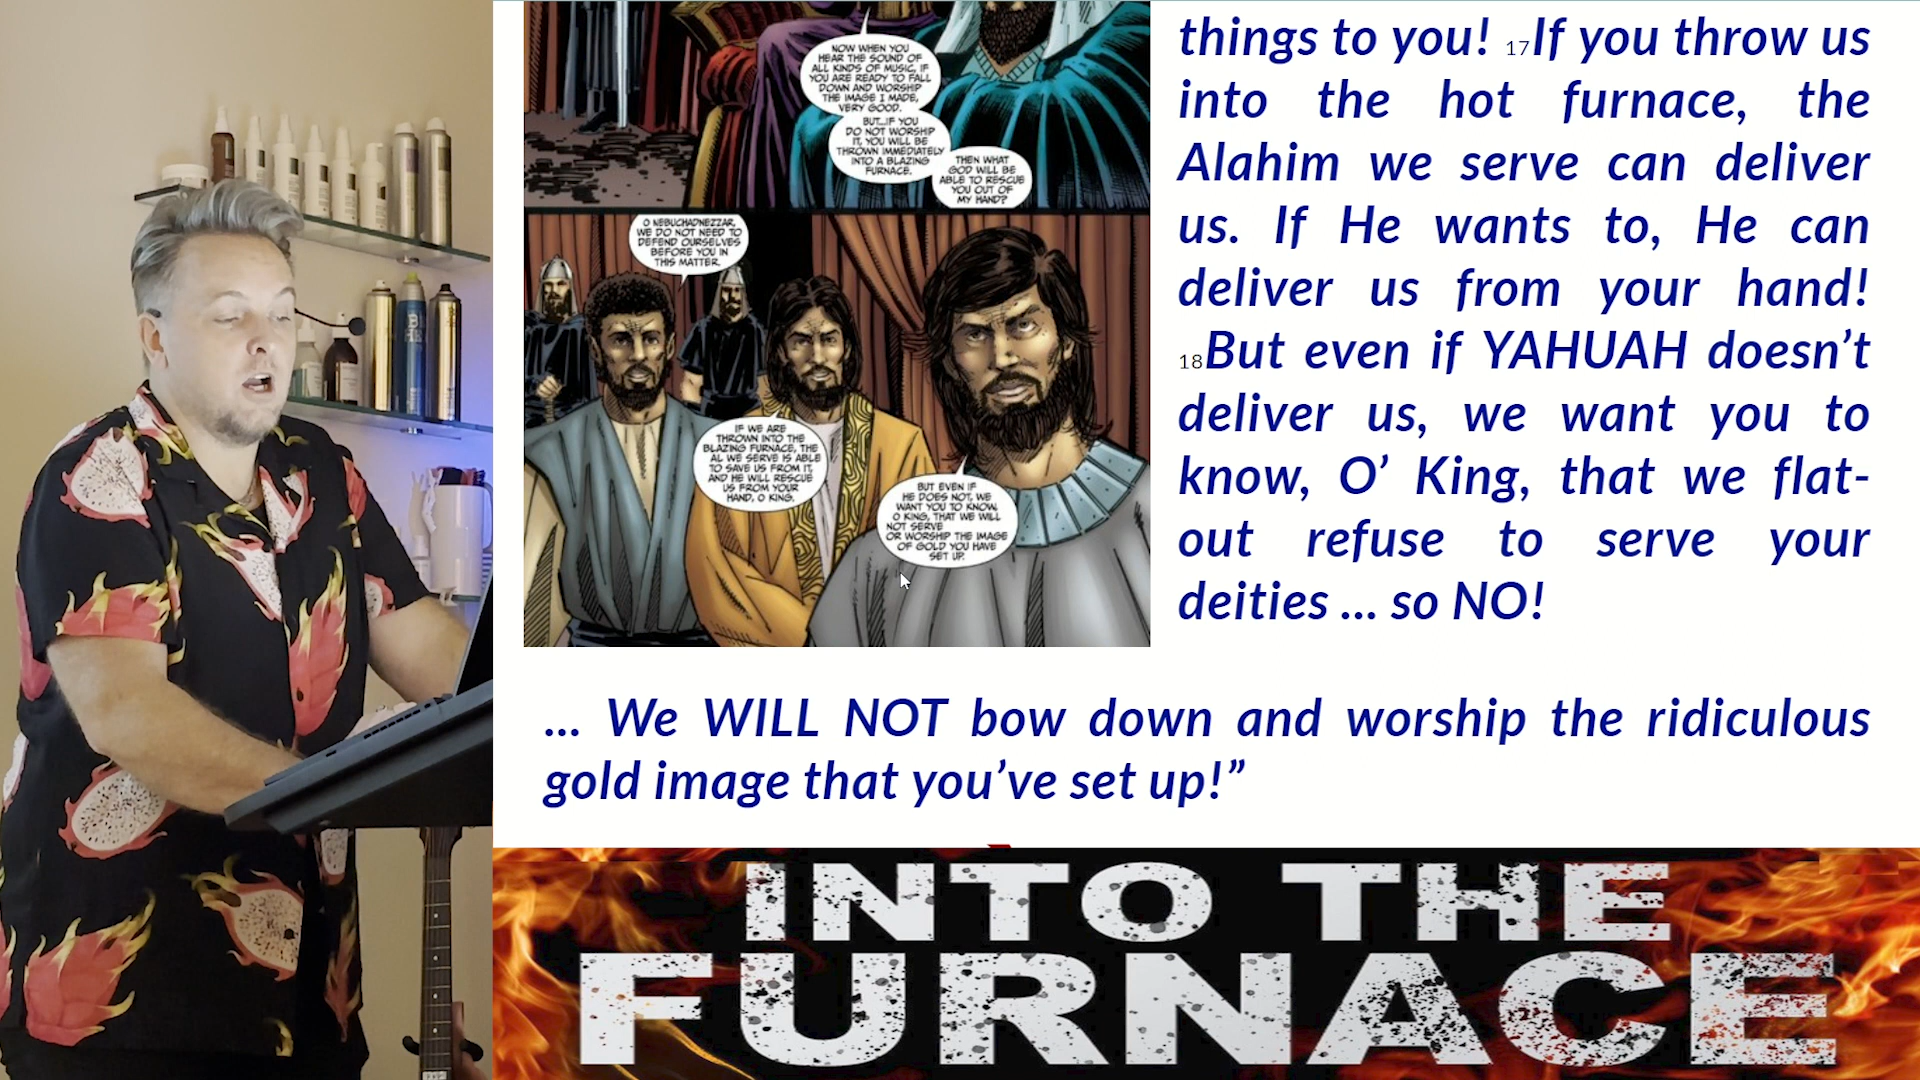 NOW WHEN YOU
HEAR THE SOUND OF
ALL KINDS OF MUSIC, IF
YOU ARE READY TO FALL
DOWN AND WORSHIP
THE IMAGE I MADE,
VERY GOOD.
BUT...IF YOU
DO NOT WORSHIP
IT, YOU WILL BE
THROWN IMMEDIATELY
INTO A BLAZING
FURNACE.
THEN WHAT
GOD WILL BE
ABLE TO RESCUE
YOU OUT OF
MY HAND?
O NEBUCHADNEZZAR,
WE DO NOT NEED TO
DEFEND OURSELVES
BEFORE YOU IN
THIS MATTER.
IF WE ARE
THROWN INTO THE
BLAZING FURNACE, THE
AL WE SERVE IS ABLE
TO SAVE US FROM IT,
AND HE WILL RESCUE
US FROM YOUR
HAND, O KING.
BUT EVEN IF
HE DOES NOT, WE
WANT YOU TO KNOW,
O KING, THAT WE WILL
NOT SERVE
OR WORSHIP THE IMAGE
OF GOLD YOU HAVE
SET UP.
things to you! 17If you throw us
into the hot furnace, the
Alahim we serve can deliver
us. If He wants to, He can
deliver us from your hand!
18But even if YAHUAH doesn’t
deliver us, we want you to
know, O’ King, that we flat-
out refuse to serve your
deities ... so NO!
... We WILL NOT bow down and worship the ridiculous
gold image that you’ve set up!”
INTO THE
FURNACE